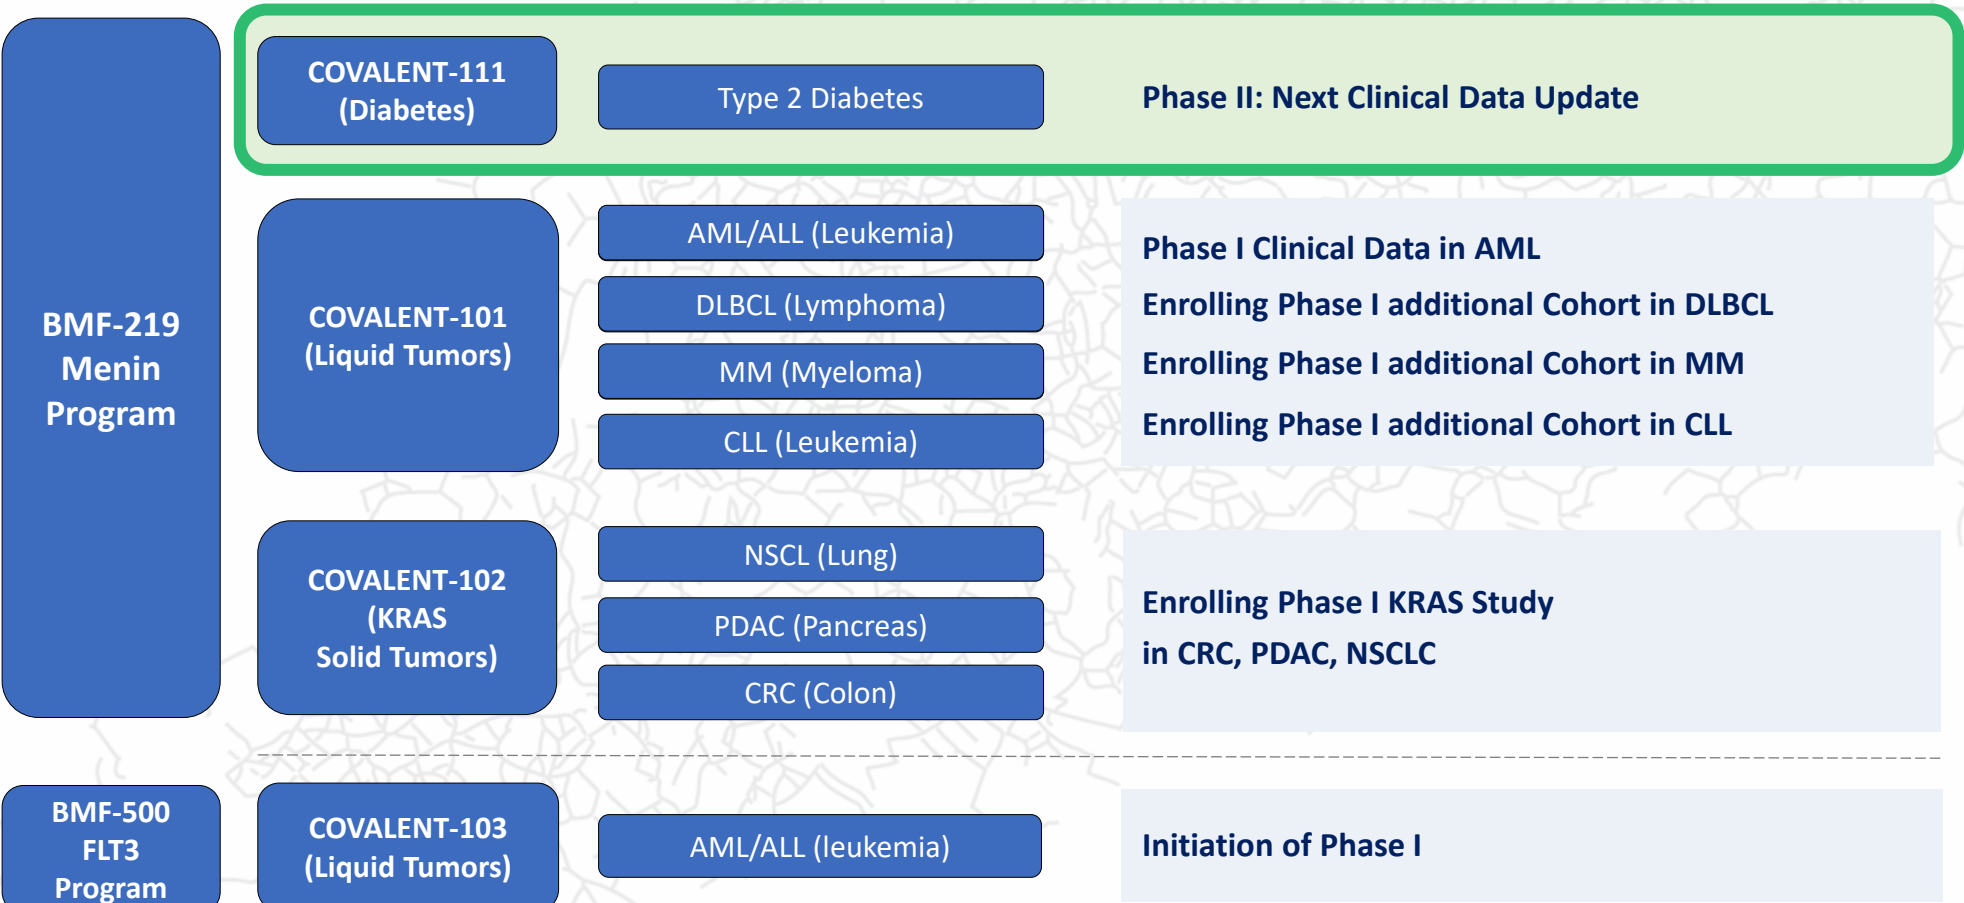 BMF-219
Menin
Program
COVALENT-111
(Diabetes)
Type 2 Diabetes
Phase II: Next Clinical Data Update
COVALENT-101
(Liquid Tumors)
AML/ALL (Leukemia)
DLBCL (Lymphoma)
MM (Myeloma)
CLL (Leukemia)
Phase I Clinical Data in AML
Enrolling Phase I additional Cohort in DLBCL
Enrolling Phase I additional Cohort in MM
Enrolling Phase I additional Cohort in CLL
COVALENT-102
(KRAS
Solid Tumors)
NSCL (Lung)
PDAC (Pancreas)
CRC (Colon)
Enrolling Phase I KRAS Study
in CRC, PDAC, NSCLC
BMF-500
FLT3
Program
COVALENT-103
(Liquid Tumors)
AML/ALL (leukemia)
Initiation of Phase I